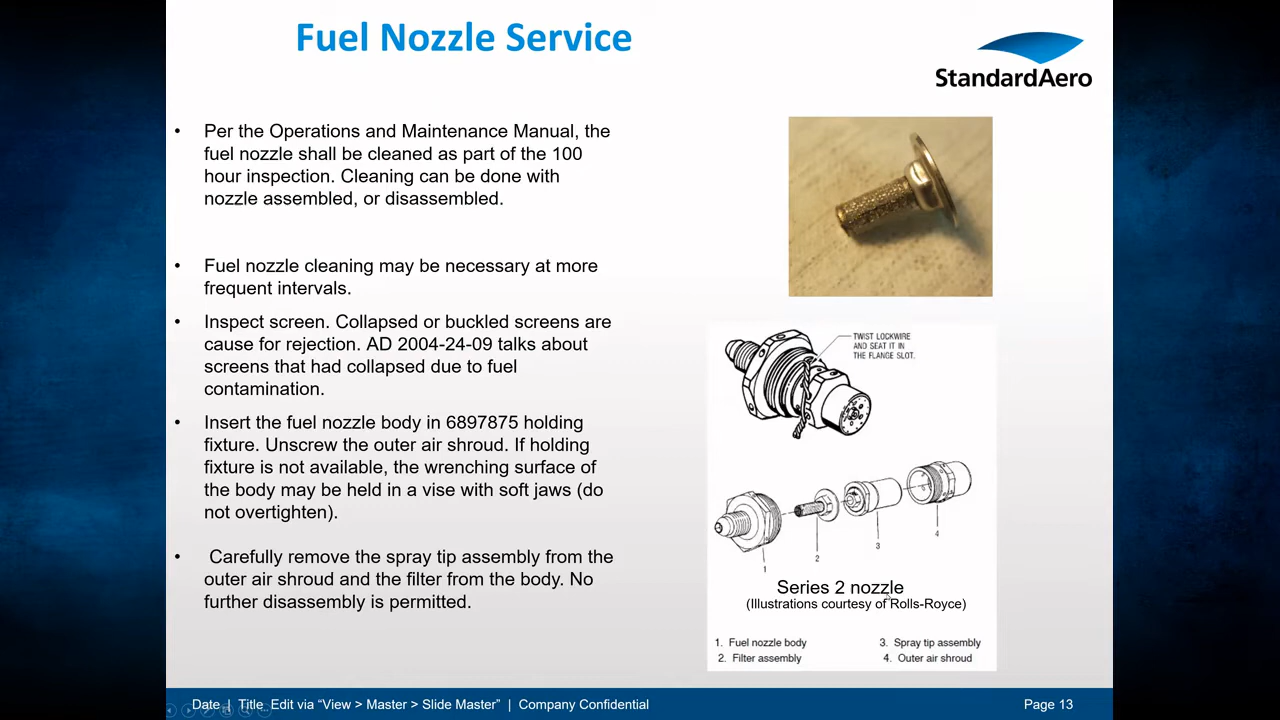 Fuel Nozzle Service
StandardAero
• Per the Operations and Maintenance Manual, the
fuel nozzle shall be cleaned as part of the 100
hour inspection. Cleaning can be done with
nozzle assembled, or disassembled.
• Fuel nozzle cleaning may be necessary at more
frequent intervals.
• Inspect screen. Collapsed or buckled screens are
cause for rejection. AD 2004-24-09 talks about
screens that had collapsed due to fuel
contamination.
• Insert the fuel nozzle body in 6897875 holding
fixture. Unscrew the outer air shroud. If holding
fixture is not available, the wrenching surface of
the body may be held in a vise with soft jaws (do
not overtighten).
• Carefully remove the spray tip assembly from the
outer air shroud and the filter from the body. No
further disassembly is permitted.
TWIST LOCKWIRE
AND SEAT IT IN
THE FLANGE SLOT.
1
2
3
4
Series 2 nozzle
(Illustrations courtesy of Rolls-Royce)
1. Fuel nozzle body
2. Filter assembly
3. Spray tip assembly
4. Outer air shroud
Date | Title Edit via “View > Master > Slide Master” | Company Confidential
Page 13